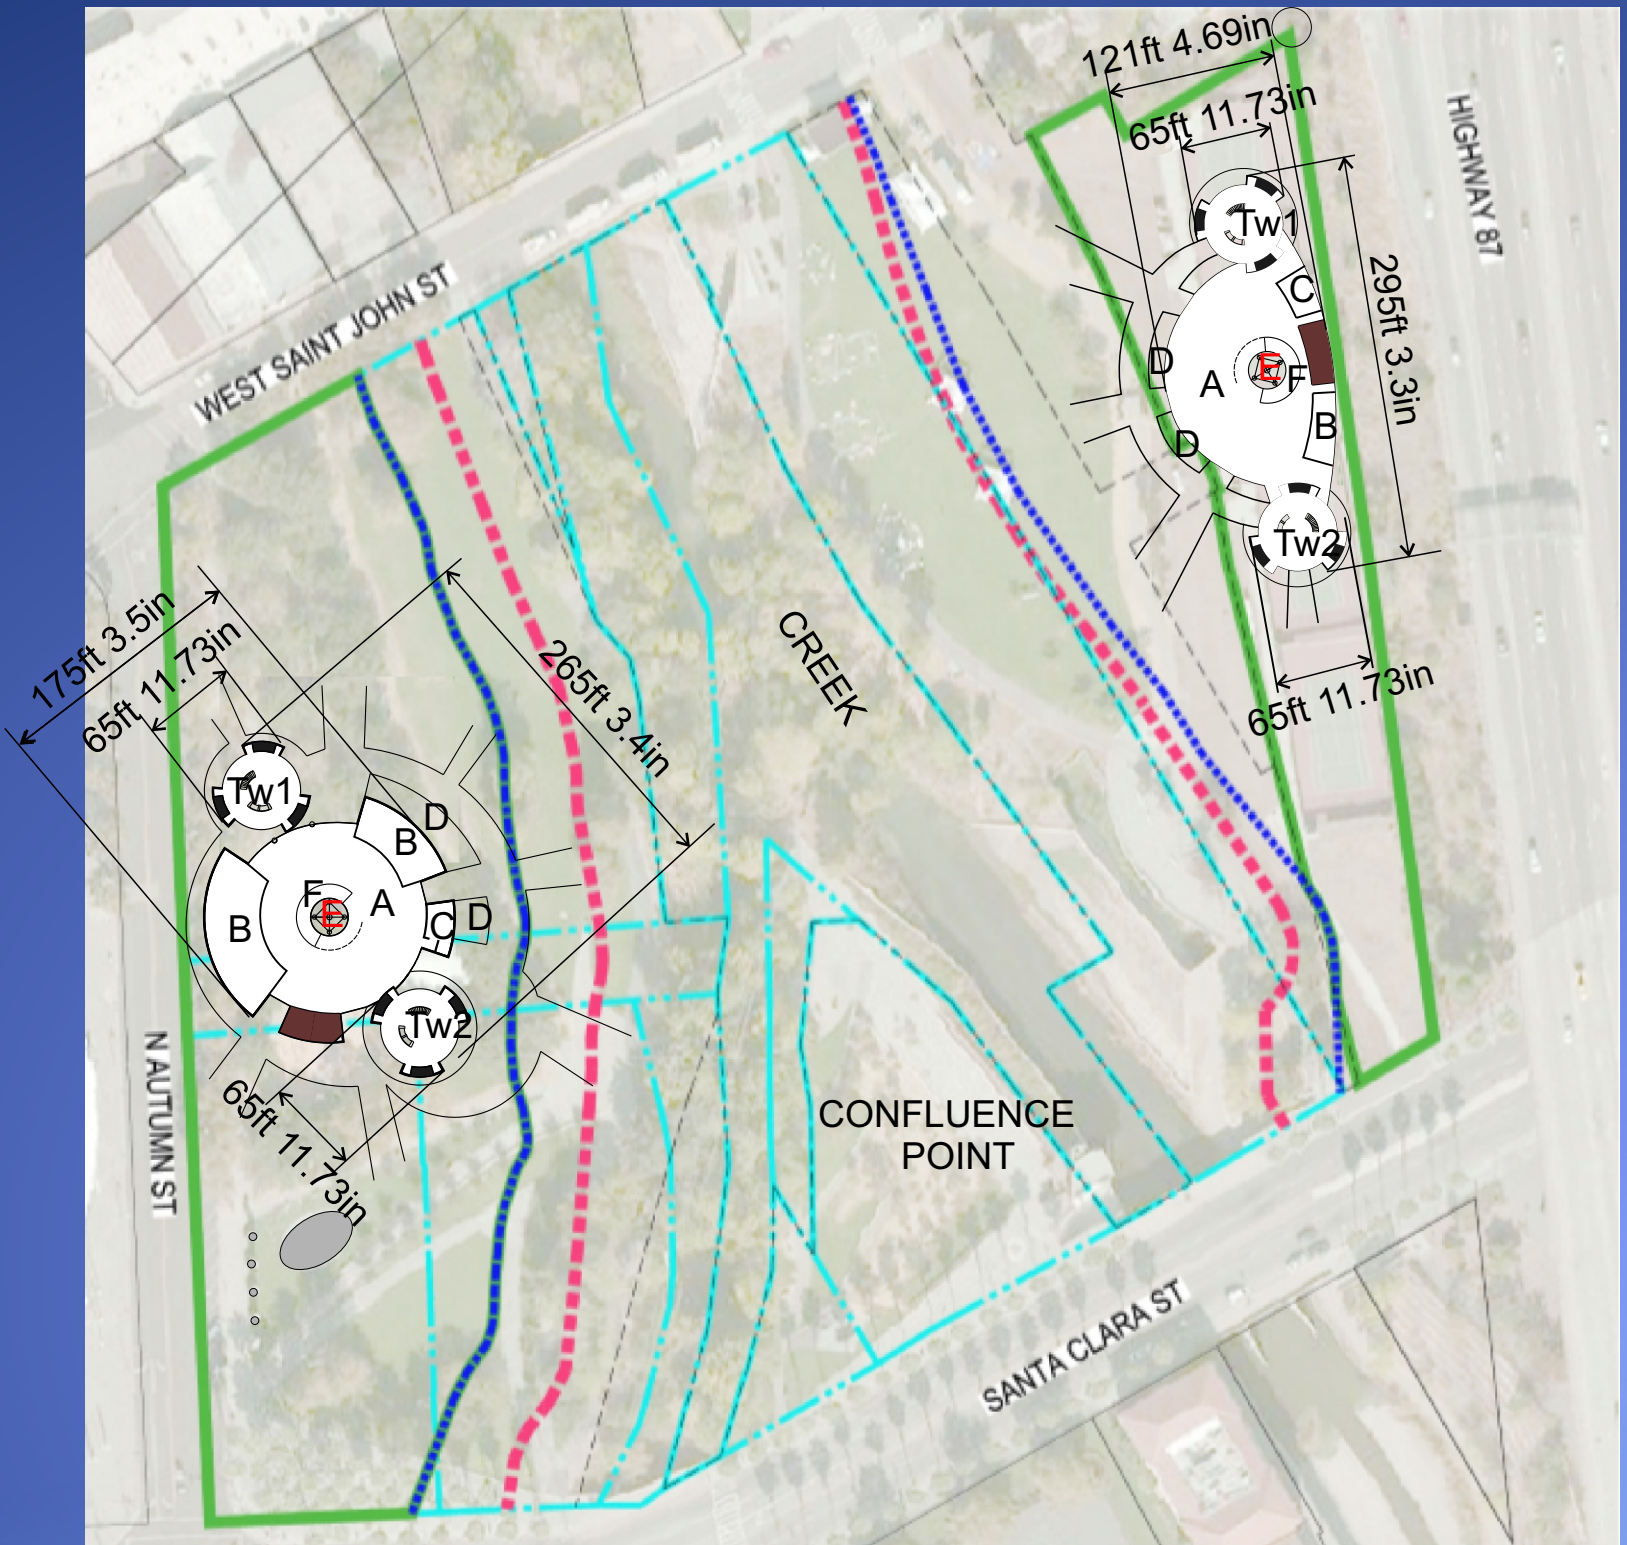 121ft 4.69in
65ft 11.73in
HIGHWAY 87
Tw1
C
295ft 3.3in
D
E
F
A
B
D
Tw2
65ft 11.73in
WEST SAINT JOHN ST
CREEK
175ft 3.5in
65ft 11.73in
265ft 3.4in
Tw1
D
B
F
E
A
B
C
D
Tw2
65ft 11.73in
N AUTUMN ST
CONFLUENCE
POINT
SANTA CLARA ST